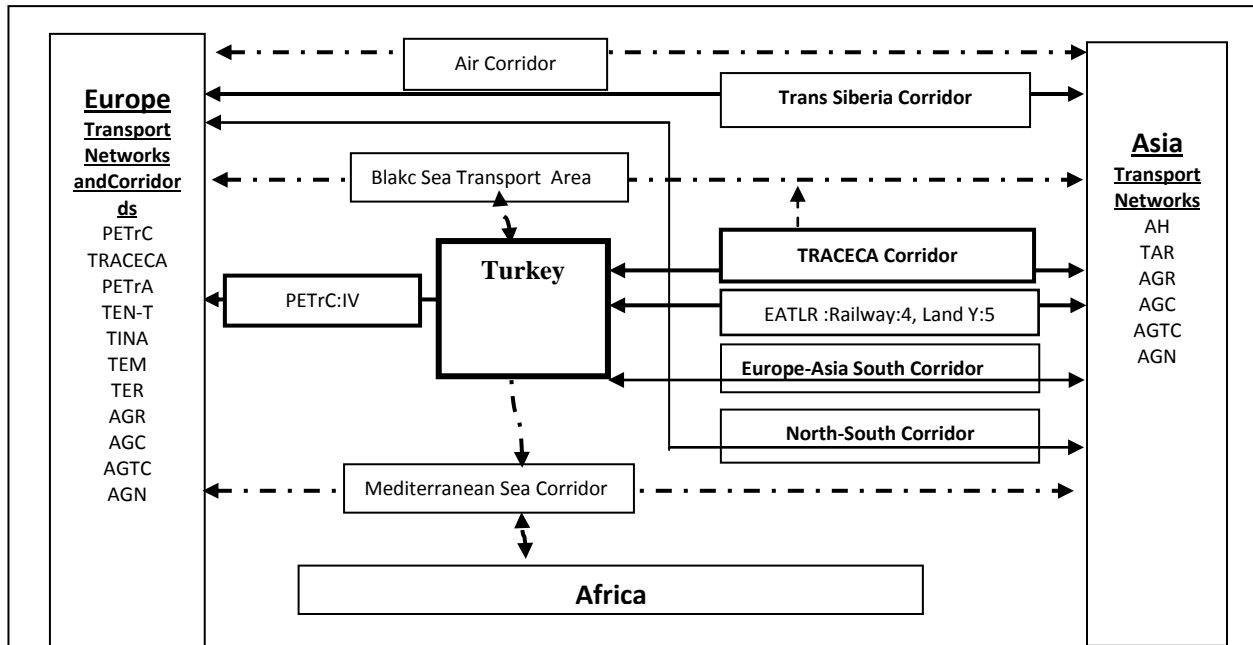 Europe
Transport
Networks
andCorridor
ds
PETrC
TRACECA
PETrA
TEN-T
TINA
TEM
TER
AGR
AGC
AGTC
AGN
Air Corridor
Trans Siberia Corridor
Blakc Sea Transport Area
Turkey
PETrC:IV
TRACECA Corridor
EATLR :Railway:4, Land Y:5
Europe-Asia South Corridor
North-South Corridor
Mediterranean Sea Corridor
Africa
Asia
Transport
Networks
AH
TAR
AGR
AGC
AGTC
AGN